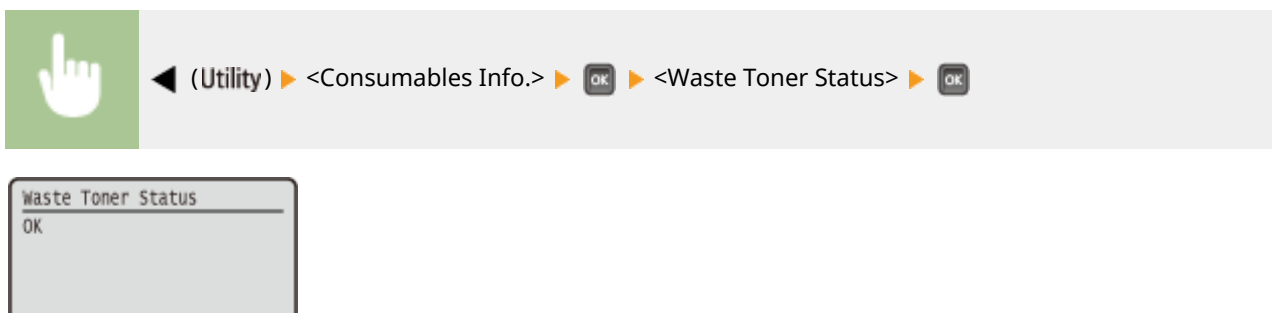 ◀ (Utility) ▶ <Consumables Info.> ▶ OK ▶ <Waste Toner Status> ▶ OK
Waste Toner Status
OK